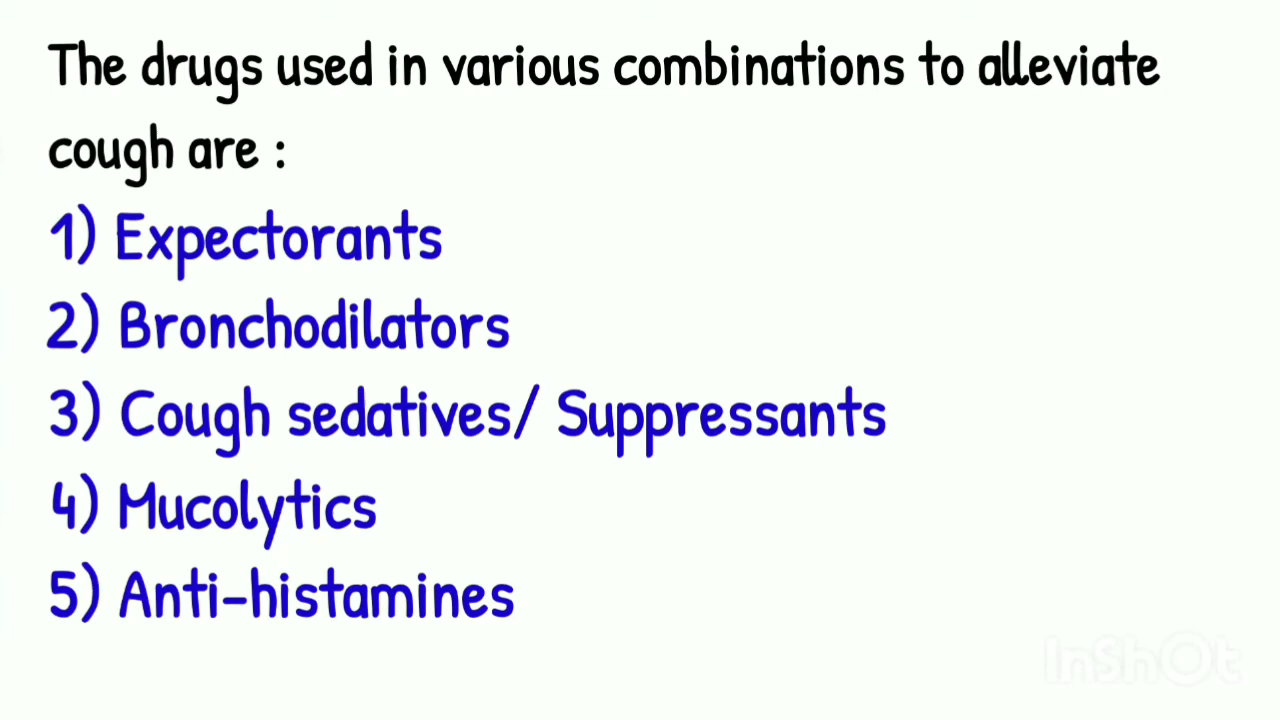 The drugs used in various combinations to alleviate
cough are :
1) Expectorants
2) Bronchodilators
3) Cough sedatives/ Suppressants
4) Mucolytics
5) Anti-histamines
InShOt